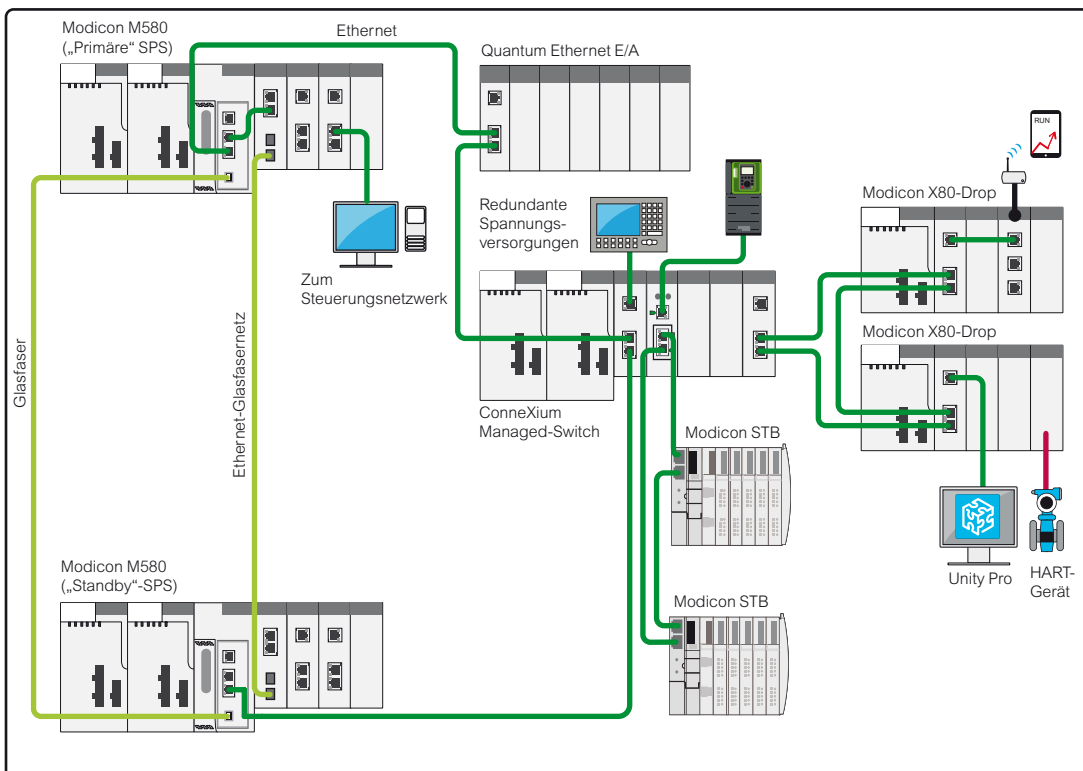 Modicon M580
(„Primäre“ SPS)
Ethernet
Quantum Ethernet E/A
RUN
Redundante
Spannungs-
versorgungen
Modicon X80-Drop
Zum
Steuerungsnetzwerk
Modicon X80-Drop
Glasfaser
Ethernet-Glasfasernetz
ConneXium
Managed-Switch
Modicon STB
Unity Pro
HART-
Gerät
Modicon M580
(„Standby“-SPS)
Modicon STB